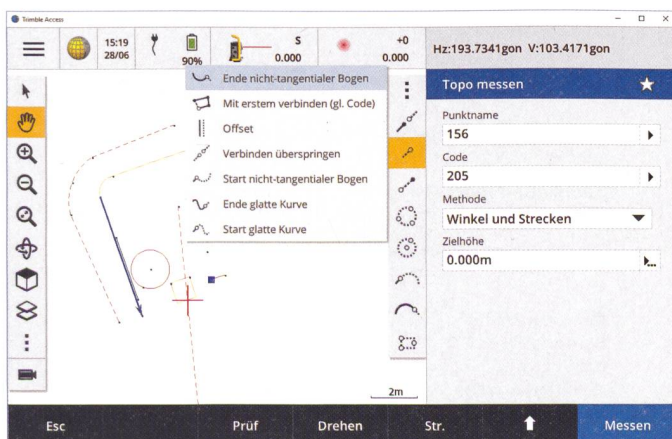 Trimble Access
15:19
28/06
90%
S
0.000
+0
0.000
Hz:193.7341gon V:103.4171gon
Ende nicht-tangentialer Bogen
Mit erstem verbinden (gl. Code)
Offset
Verbinden überspringen
Start nicht-tangentialer Bogen
Ende glatte Kurve
Start glatte Kurve
2m
Topo messen
Punktname
156
Code
205
Methode
Winkel und Strecken
Zielhöhe
0.000m
Esc
Prüf
Drehen
Str.
Messen